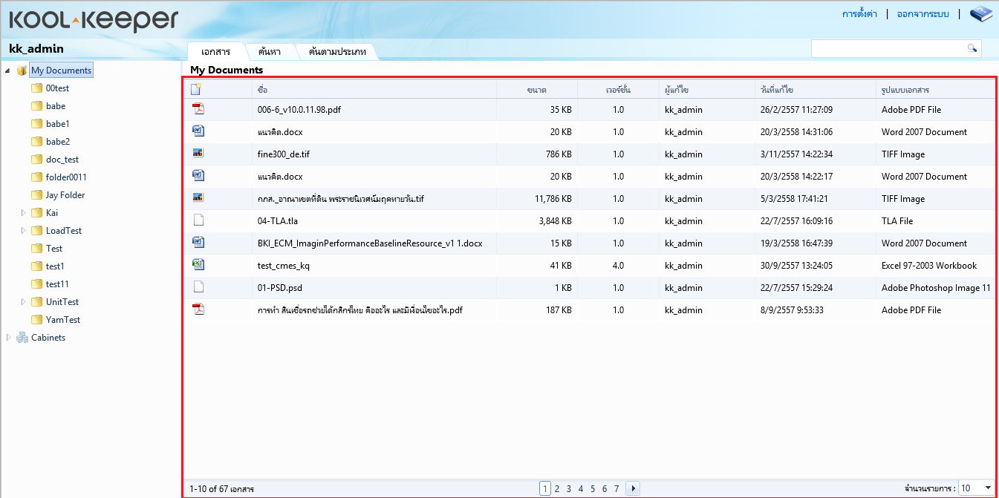 KOOL-KEEPER
การตั้งค่า | ออกจากระบบ |
kk_admin
เอกสาร ค้นหา ค้นตามประเภท
My Documents
00test
babe
babe1
babe2
doc_test
folder0011
Jay Folder
Kai
LoadTest
Test
test1
test11
UnitTest
YamTest
Cabinets
My Documents
ชื่อ ขนาด เวอร์ชั่น ผู้แก้ไข วันที่แก้ไข รูปแบบเอกสาร
006-6_v10.0.11.98.pdf 35 KB 1.0 kk_admin 26/2/2557 11:27:09 Adobe PDF File
แนวคิด.docx 20 KB 1.0 kk_admin 20/3/2558 14:31:06 Word 2007 Document
fine300_de.tif 786 KB 1.0 kk_admin 3/11/2557 14:22:34 TIFF Image
แนวคิด.docx 20 KB 1.0 kk_admin 20/3/2558 14:22:17 Word 2007 Document
กภส._อาณาเขตที่ดิน พระราชนิเวศน์มฤคทายวัน.tif 11,786 KB 1.0 kk_admin 5/3/2558 17:41:21 TIFF Image
04-TLA.tla 3,848 KB 1.0 kk_admin 22/7/2557 16:09:16 TLA File
BKI_ECM_ImaginPerformanceBaselineResource_v1 1.docx 15 KB 1.0 kk_admin 19/3/2558 16:47:39 Word 2007 Document
test_cmes_kq 41 KB 4.0 kk_admin 30/9/2557 13:24:05 Excel 97-2003 Workbook
01-PSD.psd 1 KB 1.0 kk_admin 22/7/2557 15:29:24 Adobe Photoshop Image 11
การทำ สินเชื่อรถช่วยได้กสิกรไทย คืออะไร และมีเงื่อนไขอะไร.pdf 187 KB 1.0 kk_admin 8/9/2557 9:53:33 Adobe PDF File
1-10 of 67 เอกสาร 1 2 3 4 5 6 7 จำนวนรายการ : 10